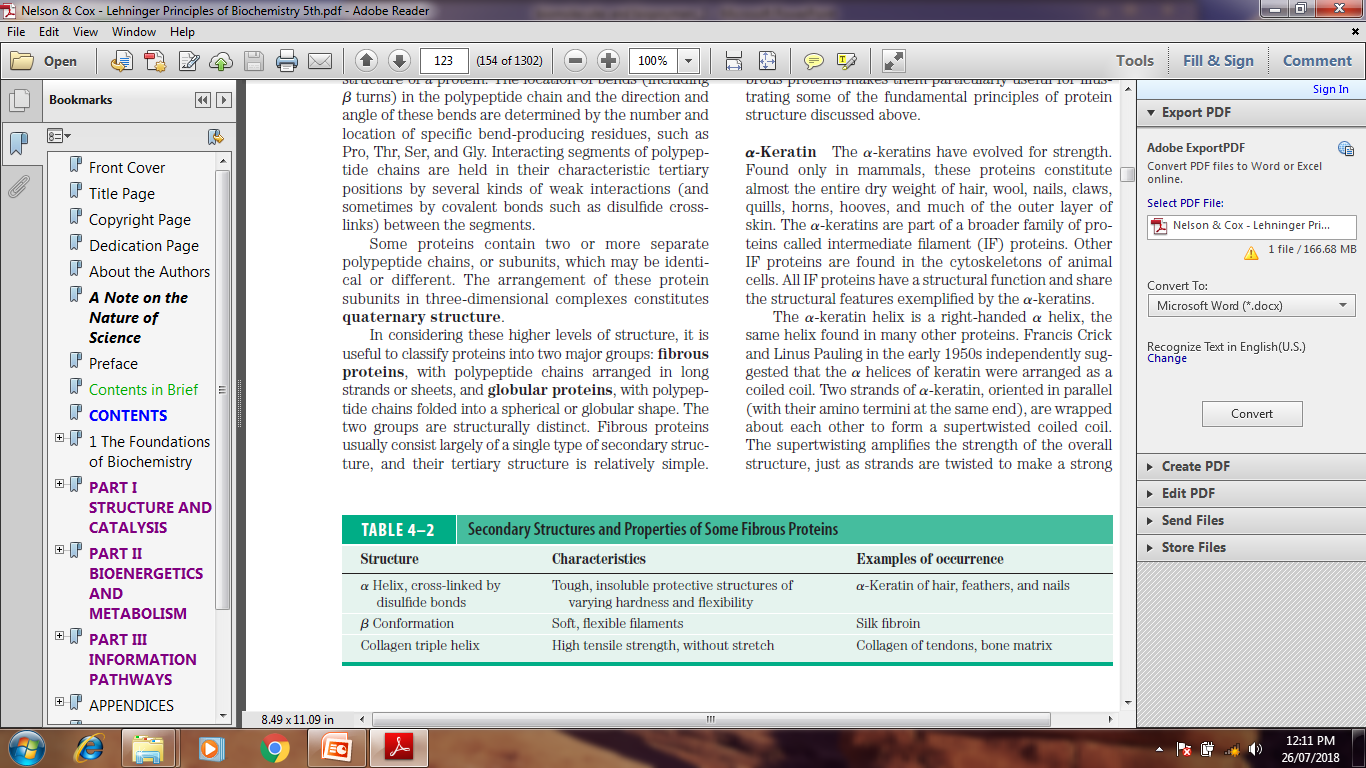 Nelson & Cox - Lehninger Principles of Biochemistry 5th.pdf - Adobe Reader
File Edit View Window Help
Open
123
(154 of 1302)
100%
Tools
Fill & Sign
Comment
Bookmarks
Front Cover
Title Page
Copyright Page
Dedication Page
About the Authors
A Note on the
Nature of
Science
Preface
Contents in Brief
CONTENTS
1 The Foundations
of Biochemistry
PART I
STRUCTURE AND
CATALYSIS
PART II
BIOENERGETICS
AND
METABOLISM
PART III
INFORMATION
PATHWAYS
APPENDICES
structure of a protein. The location of bends (including
β turns) in the polypeptide chain and the direction and
angle of these bends are determined by the number and
location of specific bend-producing residues, such as
Pro, Thr, Ser, and Gly. Interacting segments of polypep-
tide chains are held in their characteristic tertiary
positions by several kinds of weak interactions (and
sometimes by covalent bonds such as disulfide cross-
links) between the segments.
Some proteins contain two or more separate
polypeptide chains, or subunits, which may be identi-
cal or different. The arrangement of these protein
subunits in three-dimensional complexes constitutes
quaternary structure.
In considering these higher levels of structure, it is
useful to classify proteins into two major groups: fibrous
proteins, with polypeptide chains arranged in long
strands or sheets, and globular proteins, with polypep-
tide chains folded into a spherical or globular shape. The
two groups are structurally distinct. Fibrous proteins
usually consist largely of a single type of secondary struc-
ture, and their tertiary structure is relatively simple.
brous proteins makes them particularly useful for illus-
trating some of the fundamental principles of protein
structure discussed above.
α-Keratin The α-keratins have evolved for strength.
Found only in mammals, these proteins constitute
almost the entire dry weight of hair, wool, nails, claws,
quills, horns, hooves, and much of the outer layer of
skin. The α-keratins are part of a broader family of pro-
teins called intermediate filament (IF) proteins. Other
IF proteins are found in the cytoskeletons of animal
cells. All IF proteins have a structural function and share
the structural features exemplified by the α-keratins.
The α-keratin helix is a right-handed α helix, the
same helix found in many other proteins. Francis Crick
and Linus Pauling in the early 1950s independently sug-
gested that the α helices of keratin were arranged as a
coiled coil. Two strands of α-keratin, oriented in parallel
(with their amino termini at the same end), are wrapped
about each other to form a supertwisted coiled coil.
The supertwisting amplifies the strength of the overall
structure, just as strands are twisted to make a strong
TABLE 4–2 Secondary Structures and Properties of Some Fibrous Proteins
Structure Characteristics Examples of occurrence
α Helix, cross-linked by Tough, insoluble protective structures of α-Keratin of hair, feathers, and nails
disulfide bonds varying hardness and flexibility
β Conformation Soft, flexible filaments Silk fibroin
Collagen triple helix High tensile strength, without stretch Collagen of tendons, bone matrix
8.49 x 11.09 in
Sign In
Export PDF
Adobe ExportPDF
Convert PDF files to Word or Excel
online.
Select PDF File:
Nelson & Cox - Lehninger Pri...
1 file / 166.68 MB
Convert To:
Microsoft Word (*.docx)
Recognize Text in English(U.S.)
Change
Convert
Create PDF
Edit PDF
Send Files
Store Files
12:11 PM
26/07/2018